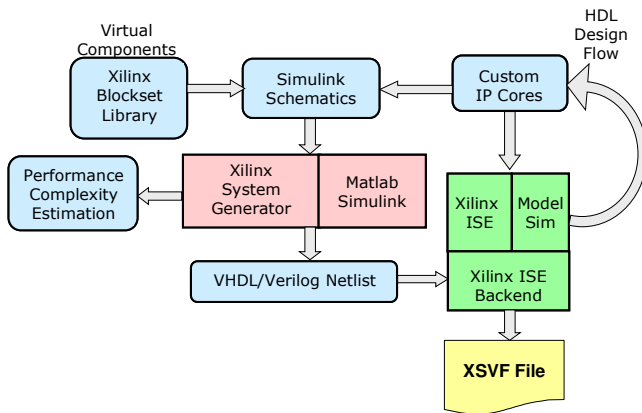 Virtual
Components
HDL
Design
Flow
Xilinx
Blockset
Library
Simulink
Schematics
Custom
IP Cores
Performance
Complexity
Estimation
Xilinx
System
Generator
Matlab
Simulink
Xilinx
ISE
Model
Sim
VHDL/Verilog Netlist
Xilinx ISE
Backend
XSVF File